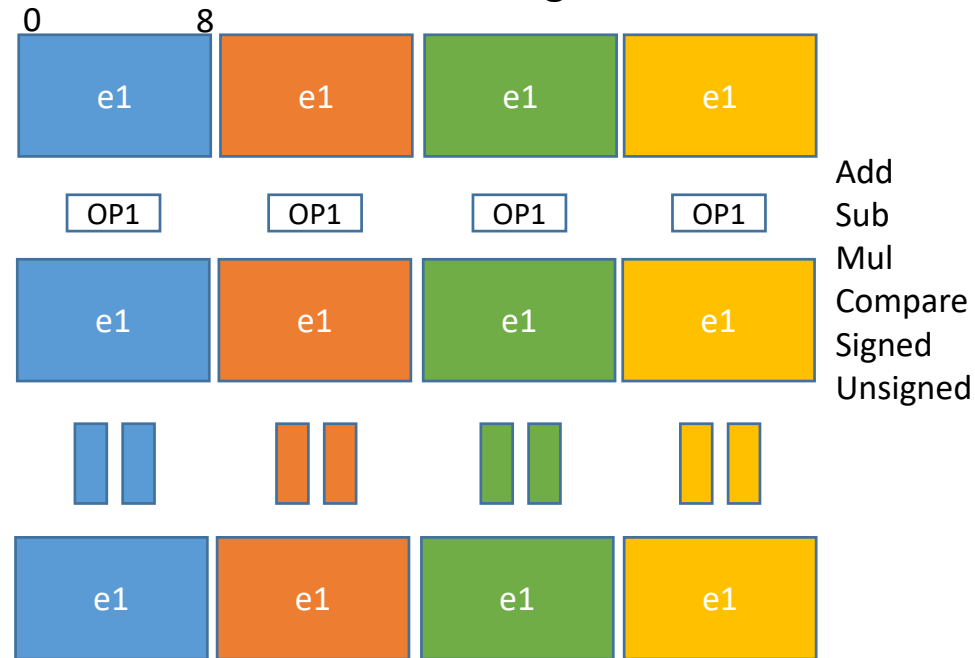 0 8
e1 e1 e1 e1
OP1 OP1 OP1 OP1
e1 e1 e1 e1
e1 e1 e1 e1
Add
Sub
Mul
Compare
Signed
Unsigned